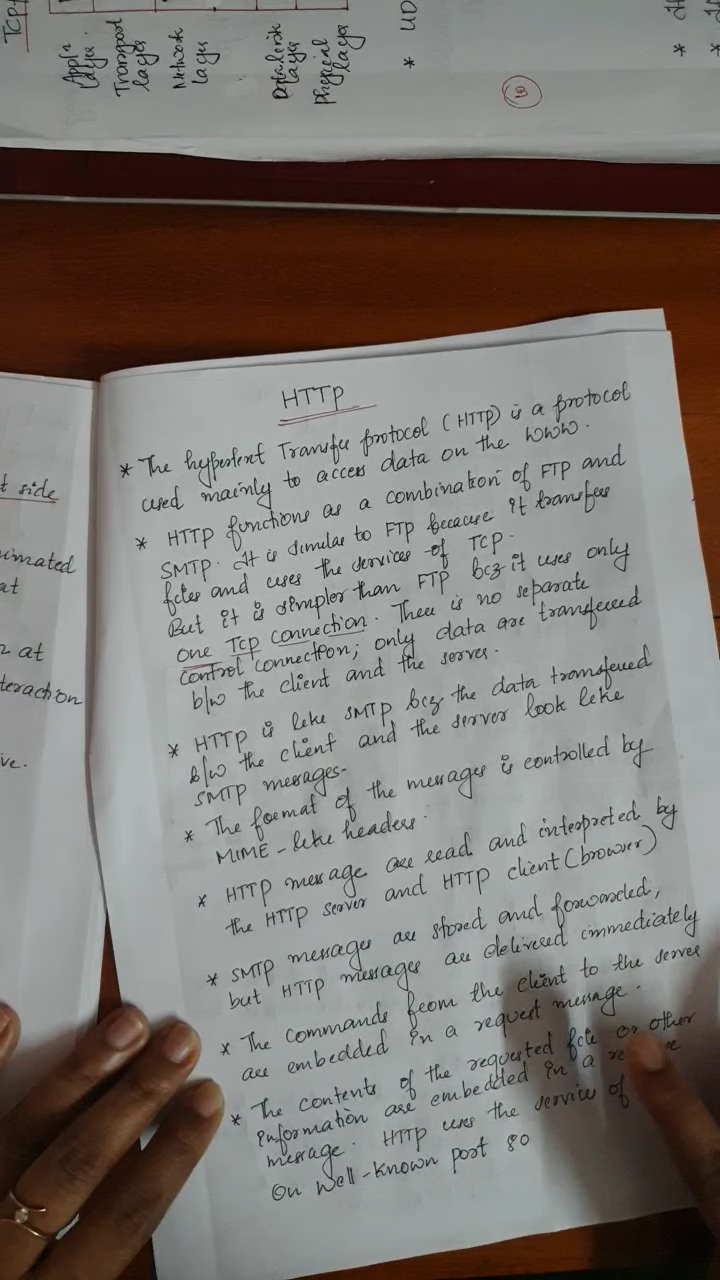 TCP
Appln
layer
Transport
layer
Network
layer
Datalink
layer
Physical
layer
* UD
*
*
HTTP
* The hypertext Transfer protocol (HTTP) is a protocol
used mainly to access data on the WWW.
* HTTP functions as a combination of FTP and
SMTP. It is similar to FTP because it transfers
files and uses the services of TCP.
But it is simpler than FTP bcz it uses only
one TCP connection. There is no separate
control connection; only data are transferred
b/w the client and the server.
* HTTP is like SMTP bcz the data transferred
b/w the client and the server look like
SMTP messages.
* The format of the messages is controlled by
MIME-like headers.
* HTTP message are read and interpreted by
the HTTP server and HTTP client (browser)
* SMTP messages are stored and forwarded,
but HTTP messages are delivered immediately
* The commands from the client to the server
are embedded in a request message.
* The contents of the requested file or other
information are embedded in a
message. HTTP uses the service of
On well-known port 80
t side
nimated
at
n at
teraction
ve.